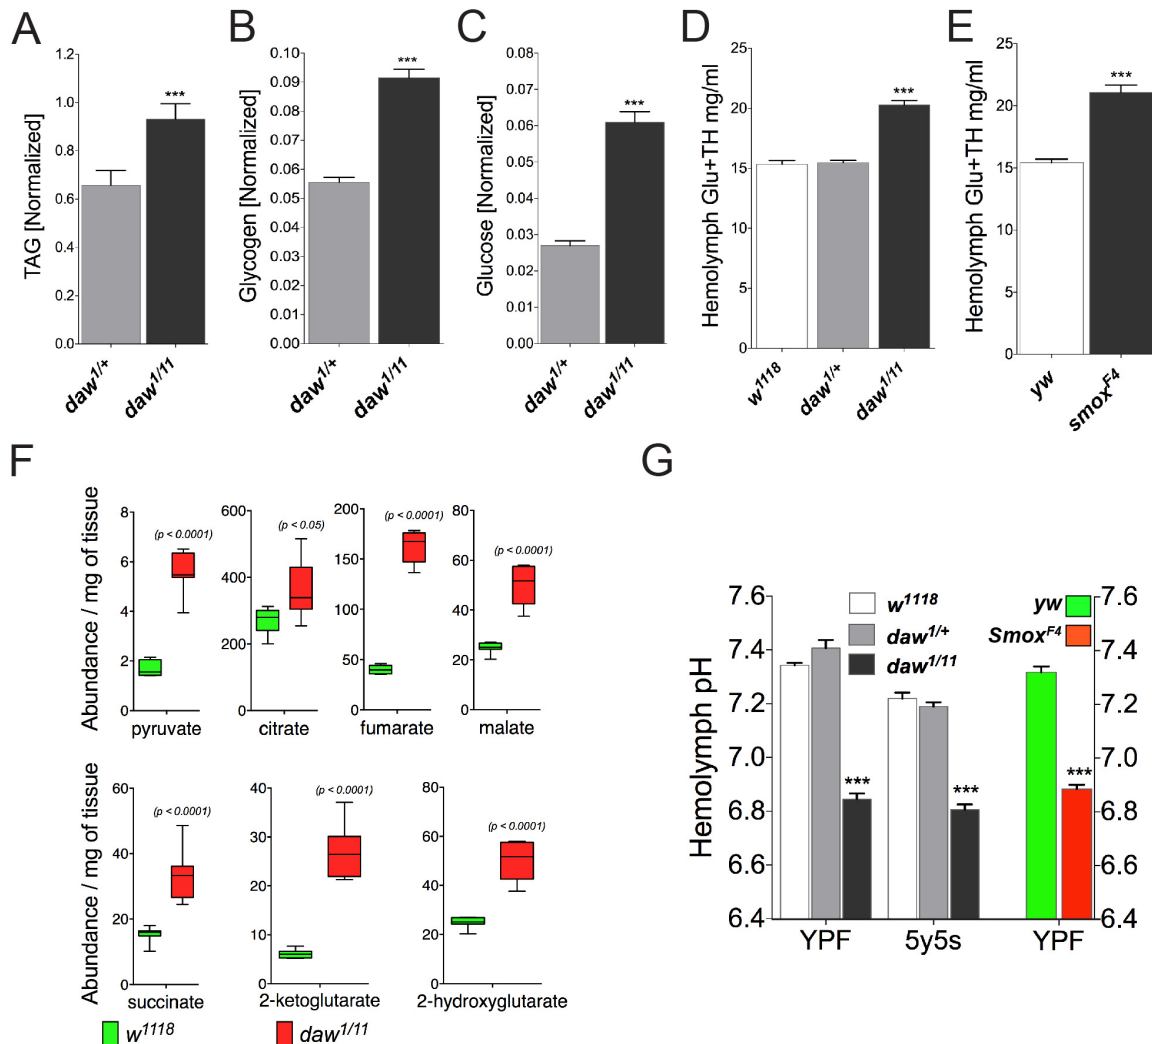 A
TAG [Normalized]
1.2
1.0
0.8
0.6
0.4
0.2
0.0
***
daw1/+
daw1/11
B
Glycogen [Normalized]
0.10
0.09
0.08
0.07
0.06
0.05
0.04
0.03
0.02
0.01
0.00
***
daw1/+
daw1/11
C
Glucose [Normalized]
0.08
0.07
0.06
0.05
0.04
0.03
0.02
0.01
0.00
***
daw1/+
daw1/11
D
Hemolymph Glu+TH mg/ml
25
20
15
10
5
0
***
w1118
daw1/+
daw1/11
E
Hemolymph Glu+TH mg/ml
25
20
15
10
5
0
***
yw
smoxF4
F
Abundance / mg of tissue
8
6
4
2
0
(p < 0.0001)
pyruvate
600
400
200
(p < 0.05)
citrate
200
150
100
50
0
(p < 0.0001)
fumarate
80
60
40
20
0
(p < 0.0001)
malate
Abundance / mg of tissue
60
40
20
0
(p < 0.0001)
succinate
40
30
20
10
0
(p < 0.0001)
2-ketoglutarate
80
60
40
20
0
(p < 0.0001)
2-hydroxyglutarate
w1118
daw1/11
G
Hemolymph pH
7.6
7.4
7.2
7.0
6.8
6.6
6.4
w1118
daw1/+
daw1/11
***
***
YPF
5y5s
yw
SmoxF4
***
YPF
7.6
7.4
7.2
7.0
6.8
6.6
6.4